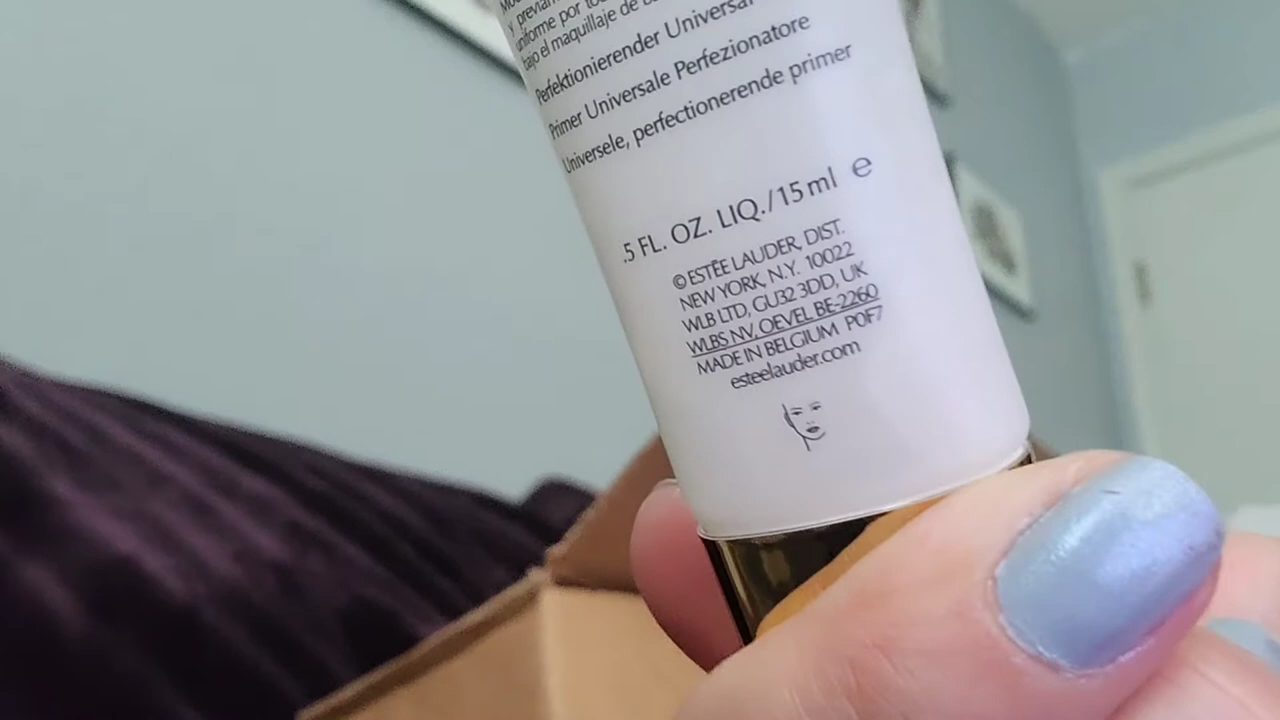 y previam
uniforme por to
bajo el maquillaje de
Perfektionierender Universal
Primer Universale Perfezionatore
Universele, perfectionerende primer
.5 FL. OZ. LIQ./15 ml ℮
© ESTĒE LAUDER, DIST.
NEW YORK, N.Y. 10022
WLB LTD, GU32 3DD, UK
WLBS NV, OEVEL BE-2260
MADE IN BELGIUM P0F7
esteelauder.com